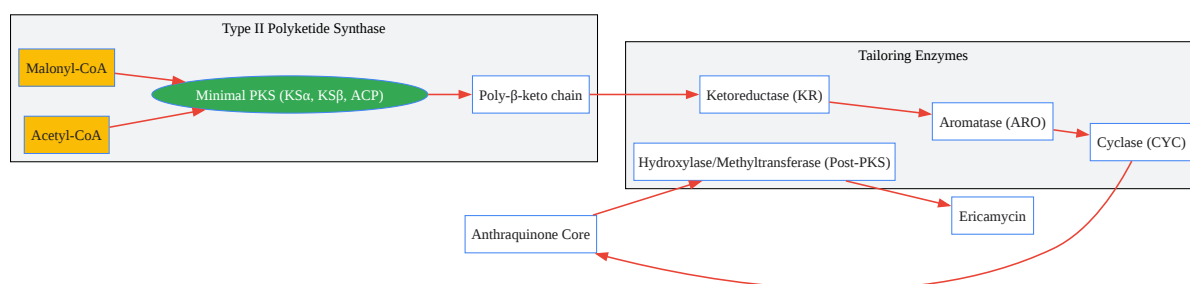 Type II Polyketide Synthase
Malonyl-CoA
Acetyl-CoA
Minimal PKS (KSα, KSβ, ACP)
Poly-β-keto chain
Tailoring Enzymes
Ketoreductase (KR)
Aromatase (ARO)
Cyclase (CYC)
Hydroxylase/Methyltransferase (Post-PKS)
Anthraquinone Core
Ericamycin